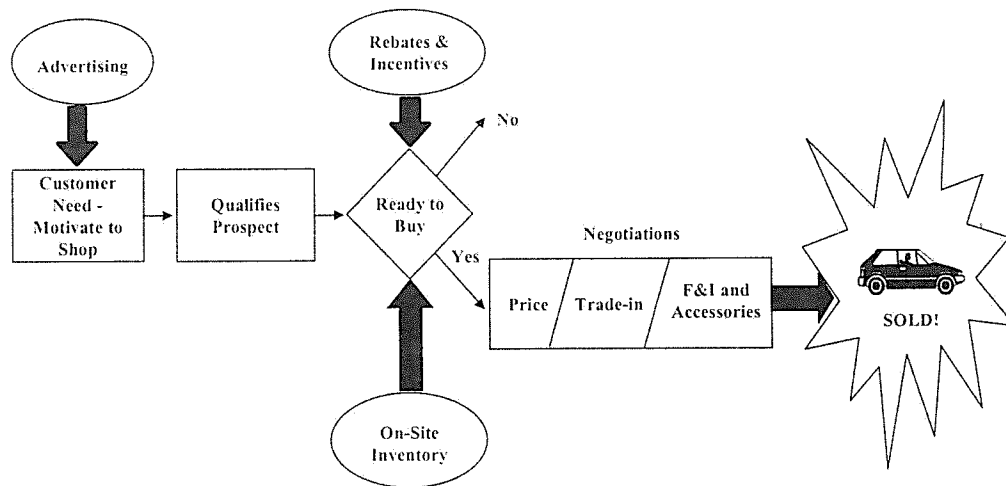 Advertising
Rebates &
Incentives
No
Customer
Need -
Motivate to
Shop
Qualifies
Prospect
Ready to
Buy
Yes
Negotiations
Price
Trade-in
F&I and
Accessories
SOLD!
On-Site
Inventory